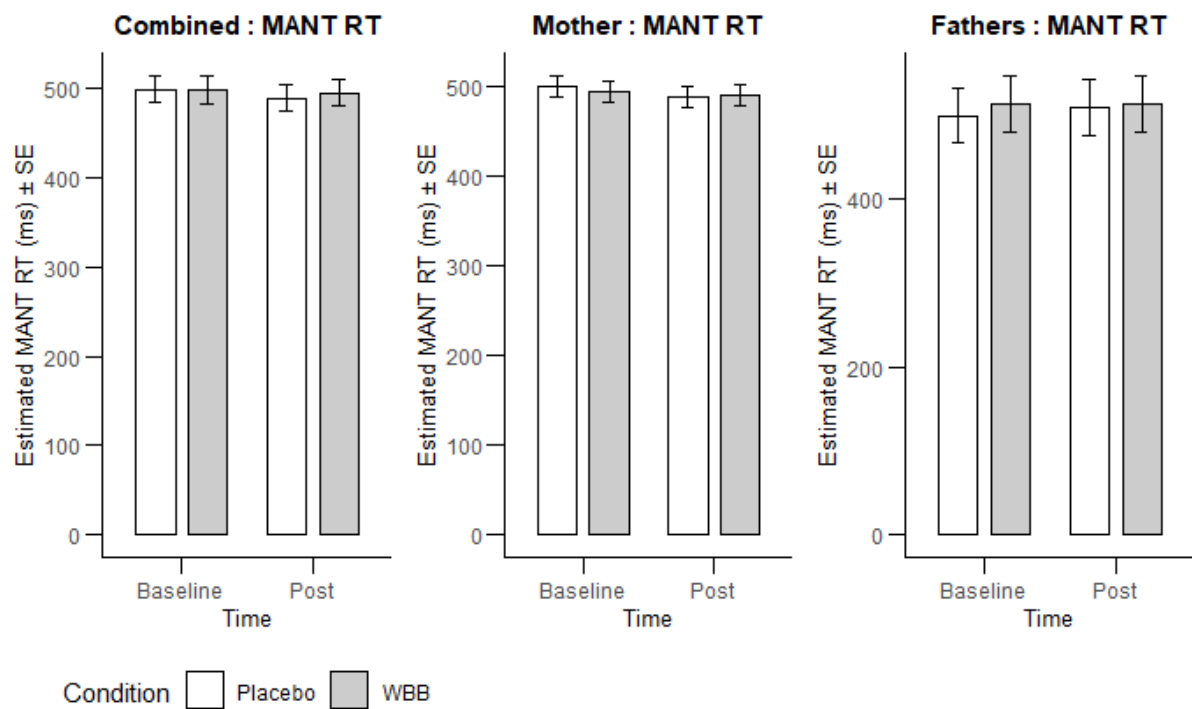 Combined : MANT RT
Estimated MANT RT (ms) ± SE
500
400
300
200
100
0
Baseline
Post
Time
Mother : MANT RT
Estimated MANT RT (ms) ± SE
500
400
300
200
100
0
Baseline
Post
Time
Fathers : MANT RT
Estimated MANT RT (ms) ± SE
400
200
0
Baseline
Post
Time
Condition Placebo WBB